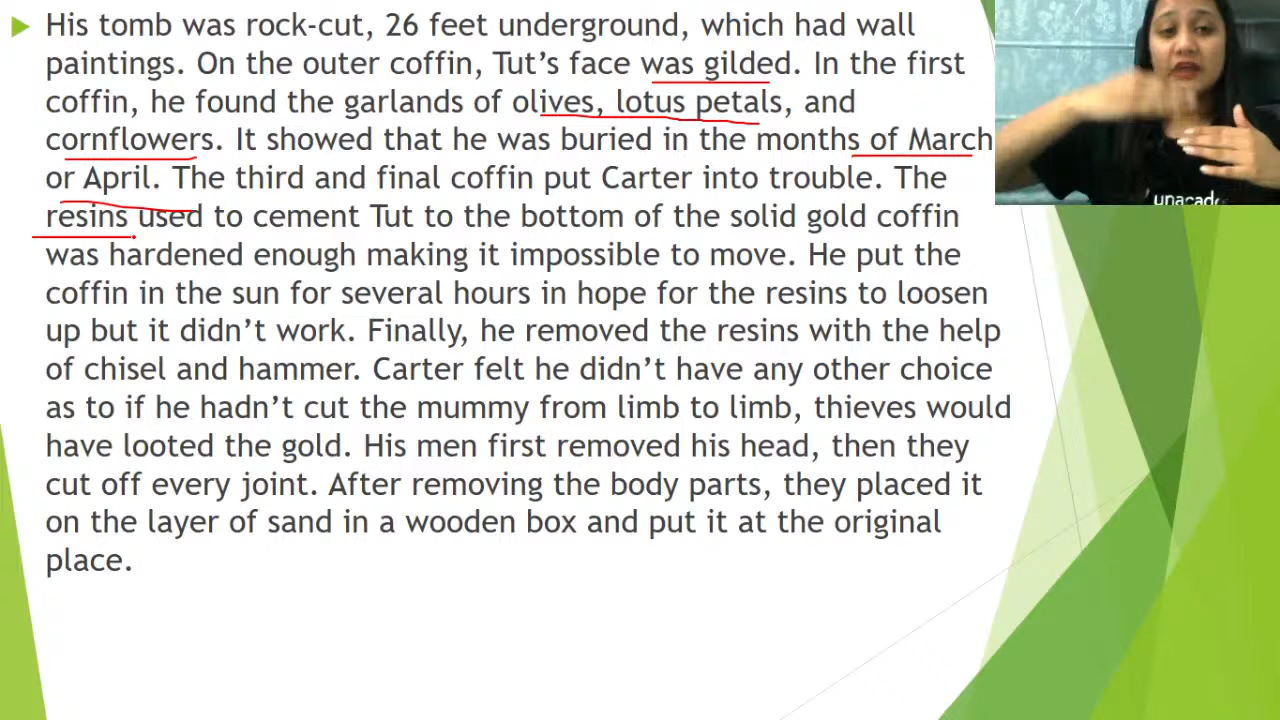 His tomb was rock-cut, 26 feet underground, which had wall
paintings. On the outer coffin, Tut’s face was gilded. In the first
coffin, he found the garlands of olives, lotus petals, and
cornflowers. It showed that he was buried in the months of March
or April. The third and final coffin put Carter into trouble. The
resins used to cement Tut to the bottom of the solid gold coffin
was hardened enough making it impossible to move. He put the
coffin in the sun for several hours in hope for the resins to loosen
up but it didn’t work. Finally, he removed the resins with the help
of chisel and hammer. Carter felt he didn’t have any other choice
as to if he hadn’t cut the mummy from limb to limb, thieves would
have looted the gold. His men first removed his head, then they
cut off every joint. After removing the body parts, they placed it
on the layer of sand in a wooden box and put it at the original
place.